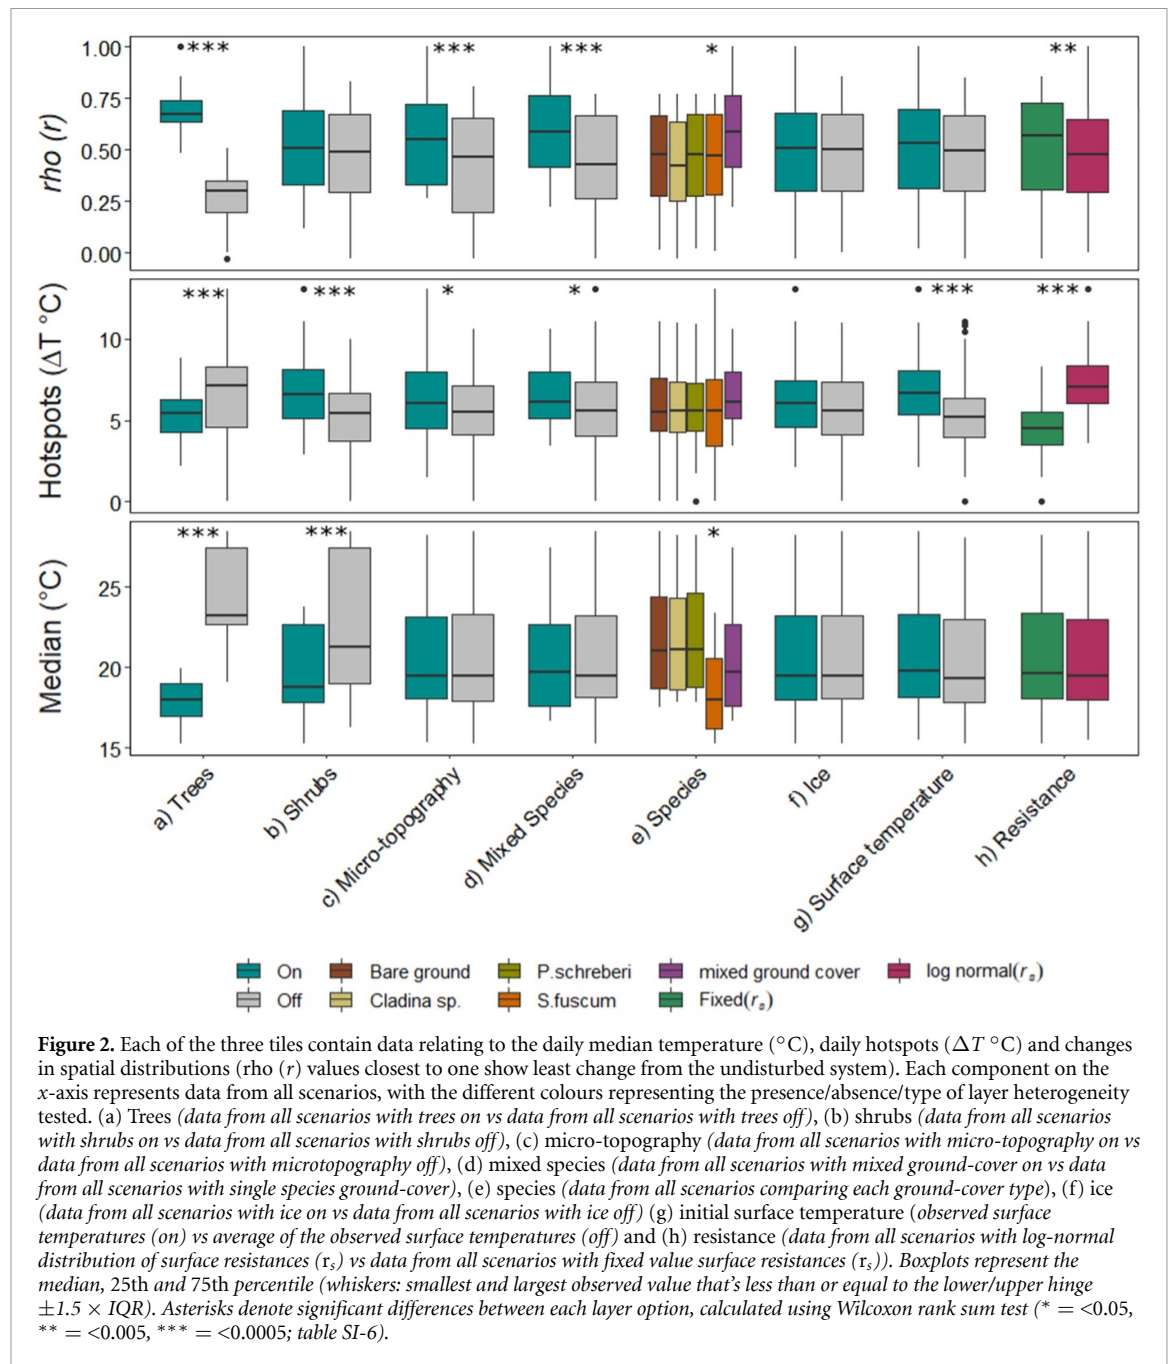 1.00
0.75
0.50
0.25
0.00
rho (r)
*** *** *** * **
10
5
0
Hotspots (ΔT °C)
*** *** * * *** ***
25
20
15
Median (°C)
*** *** *
a) Trees
b) Shrubs
c) Micro-topography
d) Mixed Species
e) Species
f) Ice
g) Surface temperature
h) Resistance
On Bare ground P.schreberi mixed ground cover log normal(rₛ)
Off Cladina sp. S.fuscum Fixed(rₛ)
Figure 2. Each of the three tiles contain data relating to the daily median temperature (°C), daily hotspots (ΔT °C) and changes
in spatial distributions (rho (r) values closest to one show least change from the undisturbed system). Each component on the
x-axis represents data from all scenarios, with the different colours representing the presence/absence/type of layer heterogeneity
tested. (a) Trees (data from all scenarios with trees on vs data from all scenarios with trees off), (b) shrubs (data from all scenarios
with shrubs on vs data from all scenarios with shrubs off), (c) micro-topography (data from all scenarios with micro-topography on vs
data from all scenarios with microtopography off), (d) mixed species (data from all scenarios with mixed ground-cover on vs data
from all scenarios with single species ground-cover), (e) species (data from all scenarios comparing each ground-cover type), (f) ice
(data from all scenarios with ice on vs data from all scenarios with ice off) (g) initial surface temperature (observed surface
temperatures (on) vs average of the observed surface temperatures (off) and (h) resistance (data from all scenarios with log-normal
distribution of surface resistances (rₛ) vs data from all scenarios with fixed value surface resistances (rₛ)). Boxplots represent the
median, 25th and 75th percentile (whiskers: smallest and largest observed value that's less than or equal to the lower/upper hinge
±1.5 × IQR). Asterisks denote significant differences between each layer option, calculated using Wilcoxon rank sum test (* = <0.05,
** = <0.005, *** = <0.0005; table SI-6).